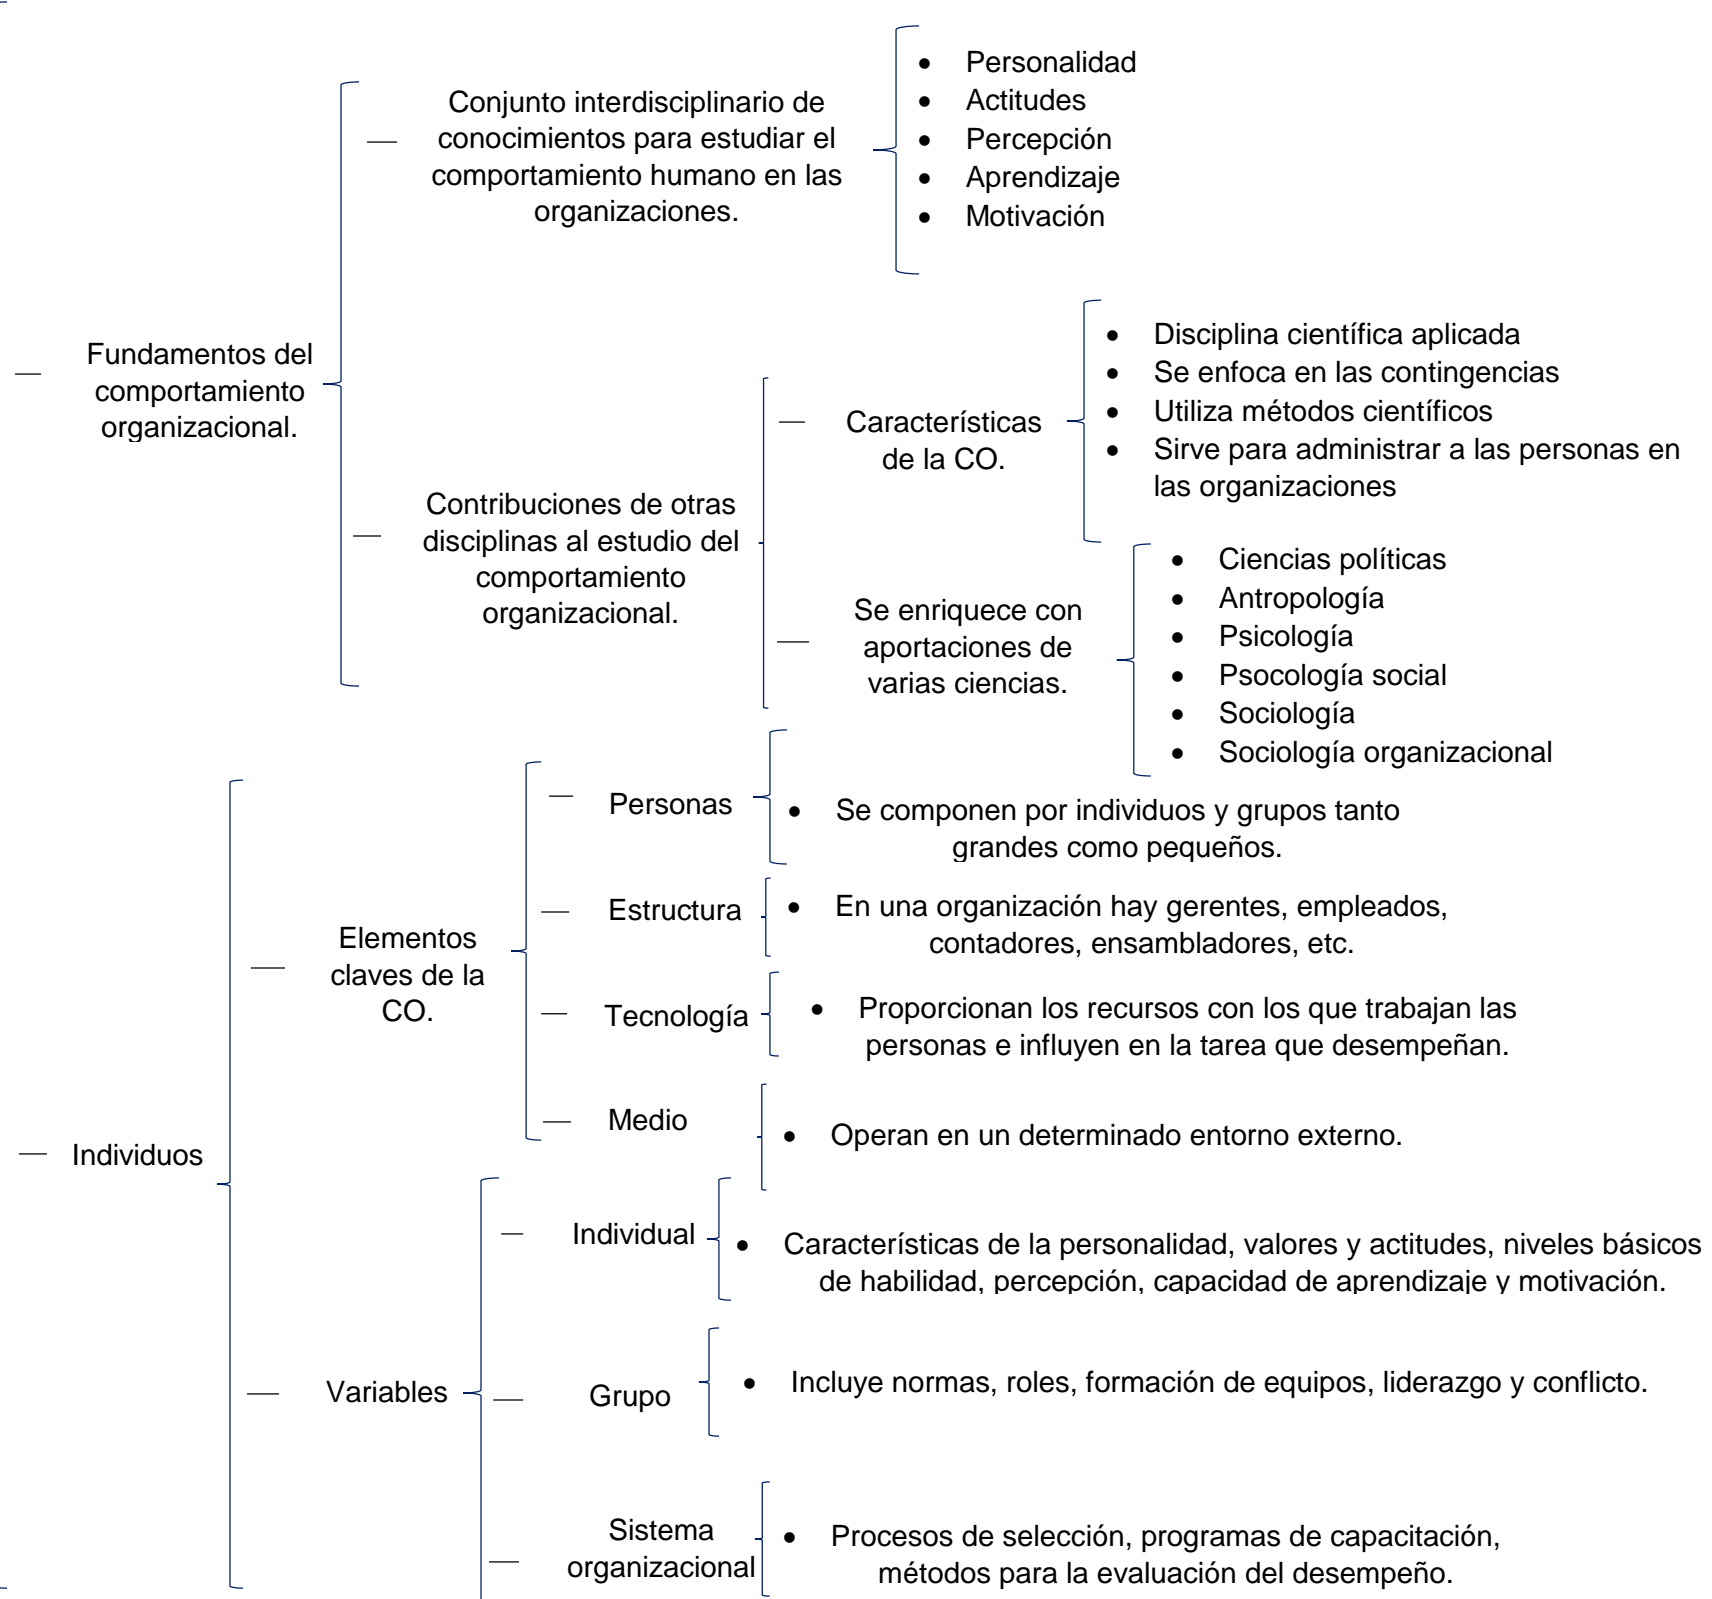 Fundamentos del
comportamiento
organizacional.
Conjunto interdisciplinario de
conocimientos para estudiar el
comportamiento humano en las
organizaciones.
• Personalidad
• Actitudes
• Percepción
• Aprendizaje
• Motivación
Contribuciones de otras
disciplinas al estudio del
comportamiento
organizacional.
Característicias
de la CO.
• Disciplina científica aplicada
• Se enfoca en las contingencias
• Utiliza métodos científicos
• Sirve para administrar a las personas en
las organizaciones
Se enriquece con
aportaciones de
varias ciencias.
• Ciencias políticas
• Antropología
• Psicología
• Psocología social
• Sociología
• Sociología organizacional
Individuos
Elementos
claves de la
CO.
Personas
• Se componen por individuos y grupos tanto
grandes como pequeños.
Estructura
• En una organización hay gerentes, empleados,
contadores, ensambladores, etc.
Tecnología
• Proporcionan los recursos con los que trabajan las
personas e influyen en la tarea que desempeñan.
Medio
• Operan en un determinado entorno externo.
Variables
Individual
• Características de la personalidad, valores y actitudes, niveles básicos
de habilidad, percepción, capacidad de aprendizaje y motivación.
Grupo
• Incluye normas, roles, formación de equipos, liderazgo y conflicto.
Sistema
organizacional
• Procesos de selección, programas de capacitación,
métodos para la evaluación del desempeño.